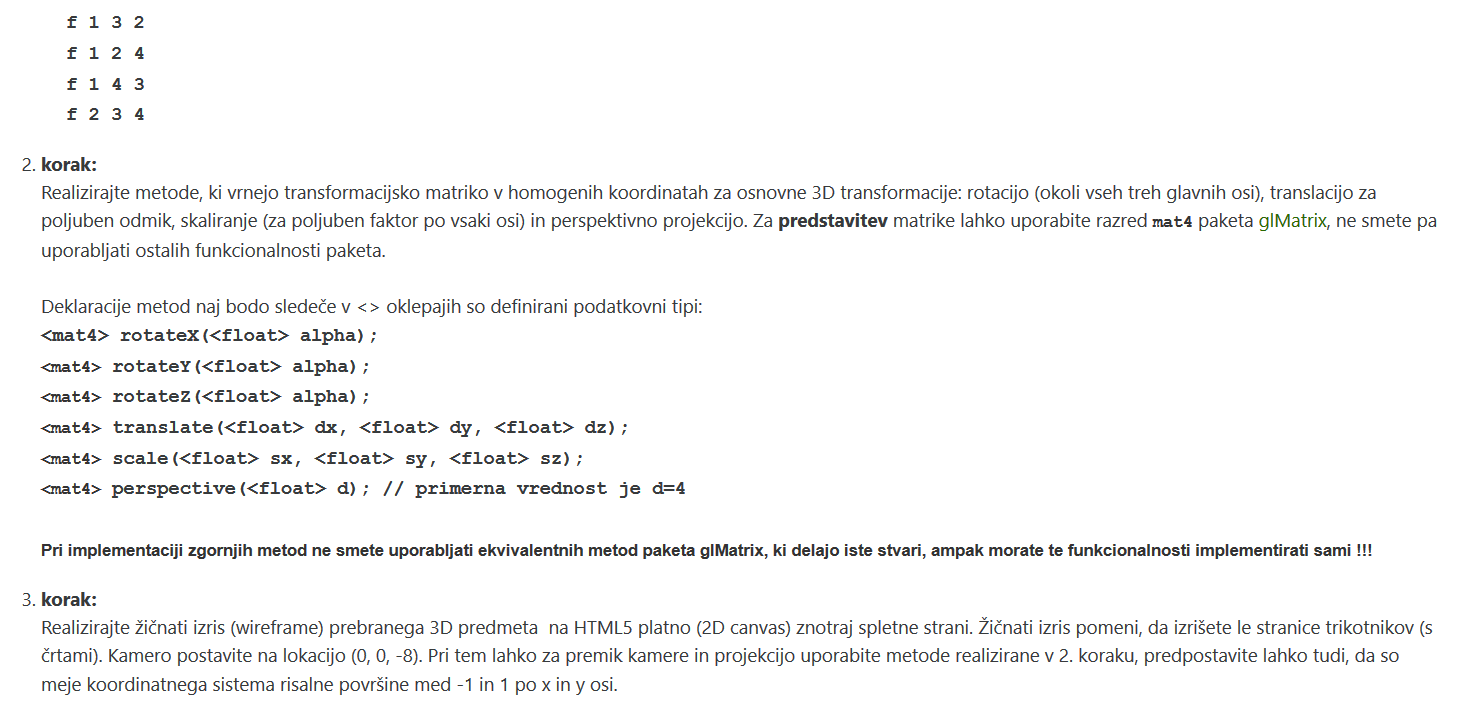 f 1 3 2
f 1 2 4
f 1 4 3
f 2 3 4
2. korak:
Realizirajte metode, ki vrnejo transformacijsko matriko v homogenih koordinatah za osnovne 3D transformacije: rotacijo (okoli vseh treh glavnih osi), translacijo za
poljuben odmik, skaliranje (za poljuben faktor po vsaki osi) in perspektivno projekcijo. Za predstavitev matrike lahko uporabite razred mat4 paketa glMatrix, ne smete pa
uporabljati ostalih funkcionalnosti paketa.
Deklaracije metod naj bodo sledeče v <> oklepajih so definirani podatkovni tipi:
<mat4> rotateX(<float> alpha);
<mat4> rotateY(<float> alpha);
<mat4> rotateZ(<float> alpha);
<mat4> translate(<float> dx, <float> dy, <float> dz);
<mat4> scale(<float> sx, <float> sy, <float> sz);
<mat4> perspective(<float> d); // primerna vrednost je d=4
Pri implementaciji zgornjih metod ne smete uporabljati ekvivalentnih metod paketa glMatrix, ki delajo iste stvari, ampak morate te funkcionalnosti implementirati sami !!!
3. korak:
Realizirajte žičnati izris (wireframe) prebranega 3D predmeta  na HTML5 platno (2D canvas) znotraj spletne strani. Žičnati izris pomeni, da izrišete le stranice trikotnikov (s
črtami). Kamero postavite na lokacijo (0, 0, -8). Pri tem lahko za premik kamere in projekcijo uporabite metode realizirane v 2. koraku, predpostavite lahko tudi, da so
meje koordinatnega sistema risalne površine med -1 in 1 po x in y osi.